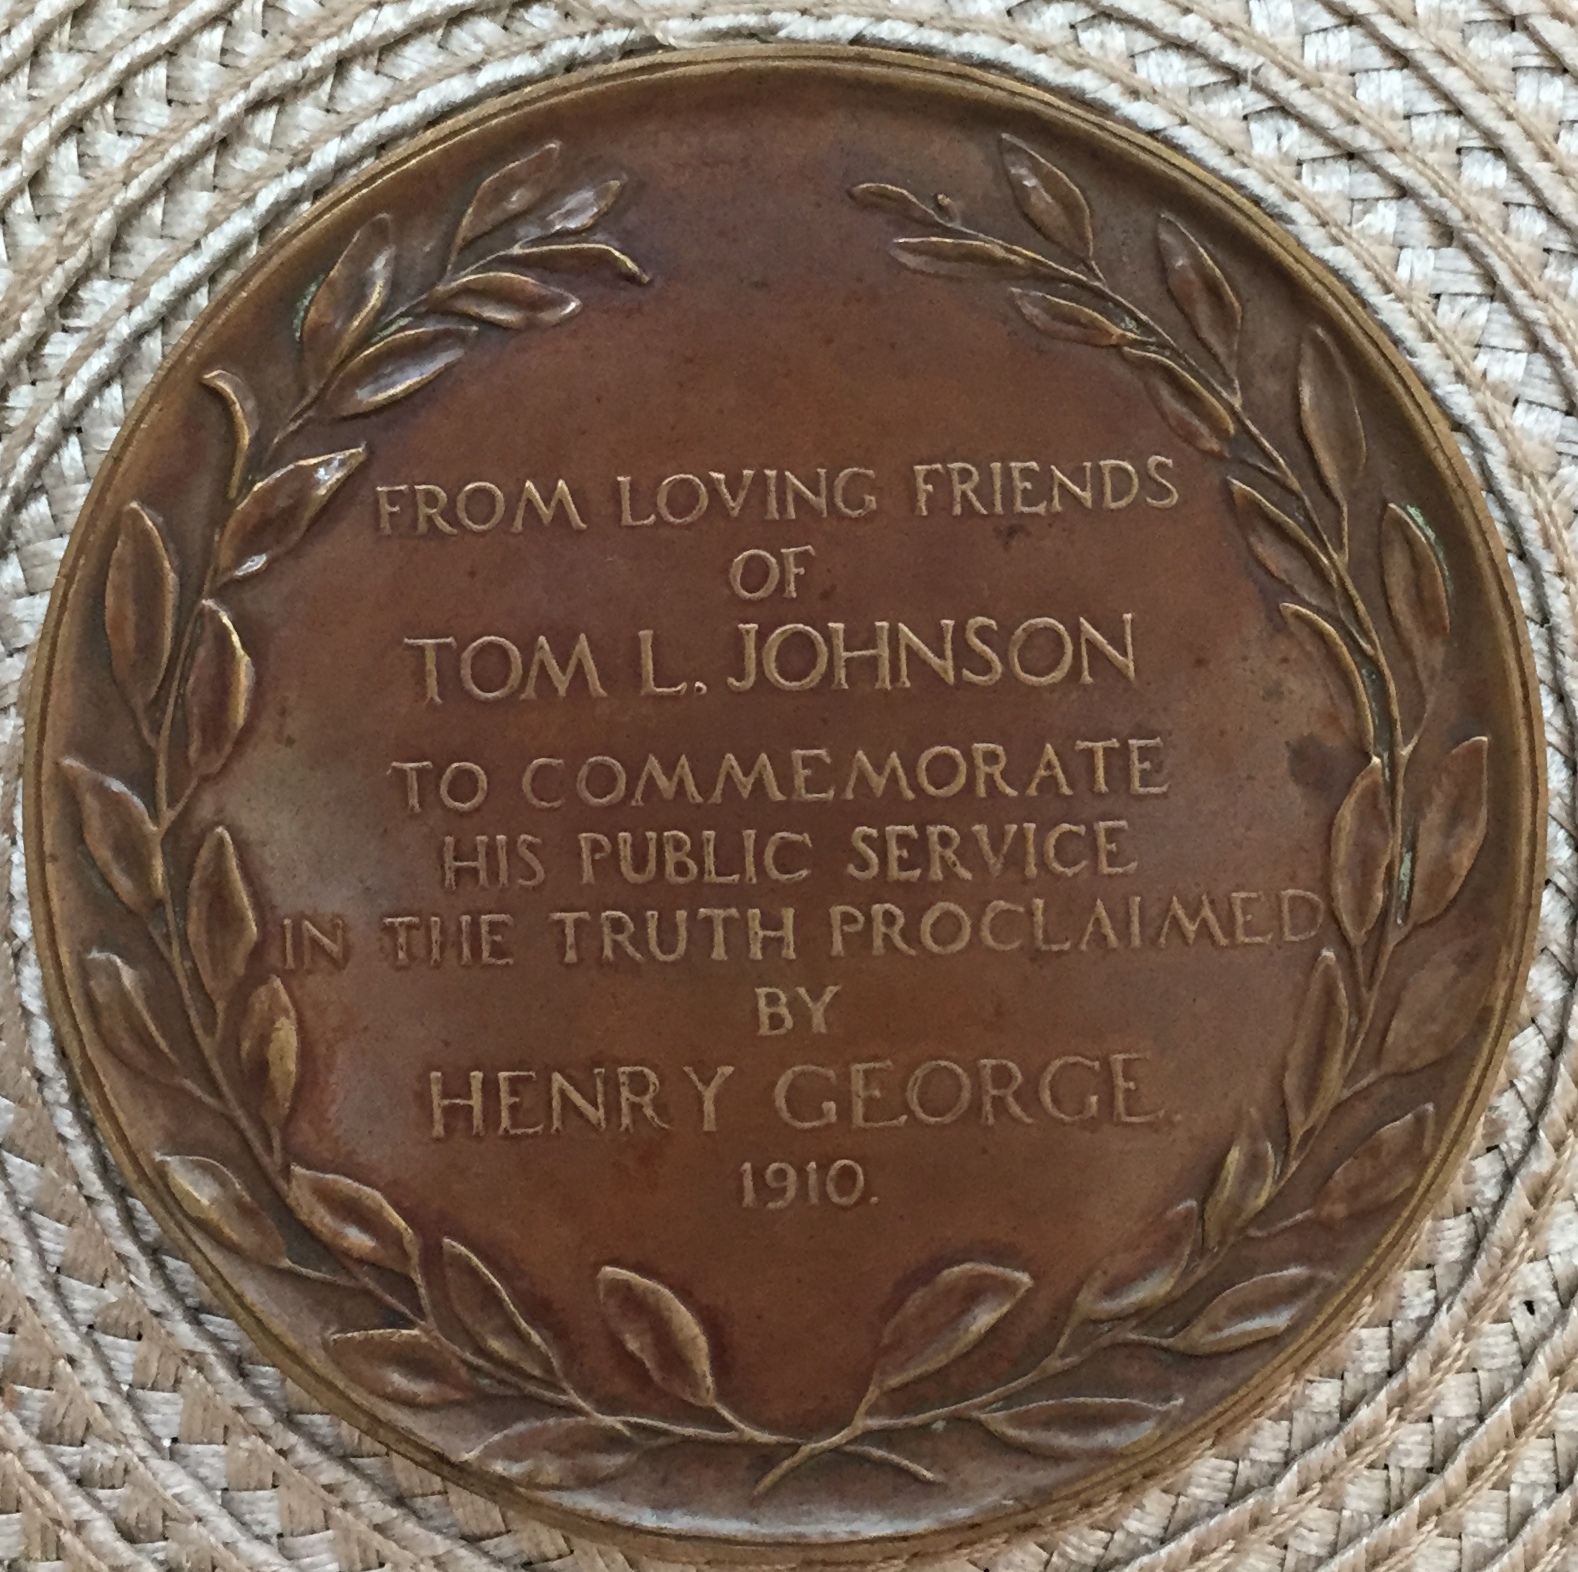 FROM LOVING FRIENDS
OF
TOM L. JOHNSON
TO COMMEMORATE
HIS PUBLIC SERVICE
IN THE TRUTH PROCLAIMED
BY
HENRY GEORGE.
1910.